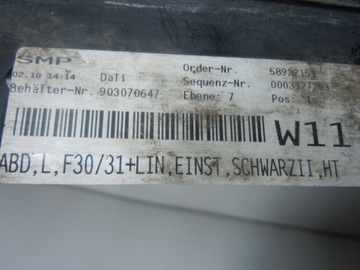 SMP
02.10 14:14 DaTi Order-Nr.
Sequenz-Nr.
Behälter-Nr. 903070647 Ebene: 7 Pos:
W11
ABD,L,F30/31+LIN,EINST,SCHWARZII,HT